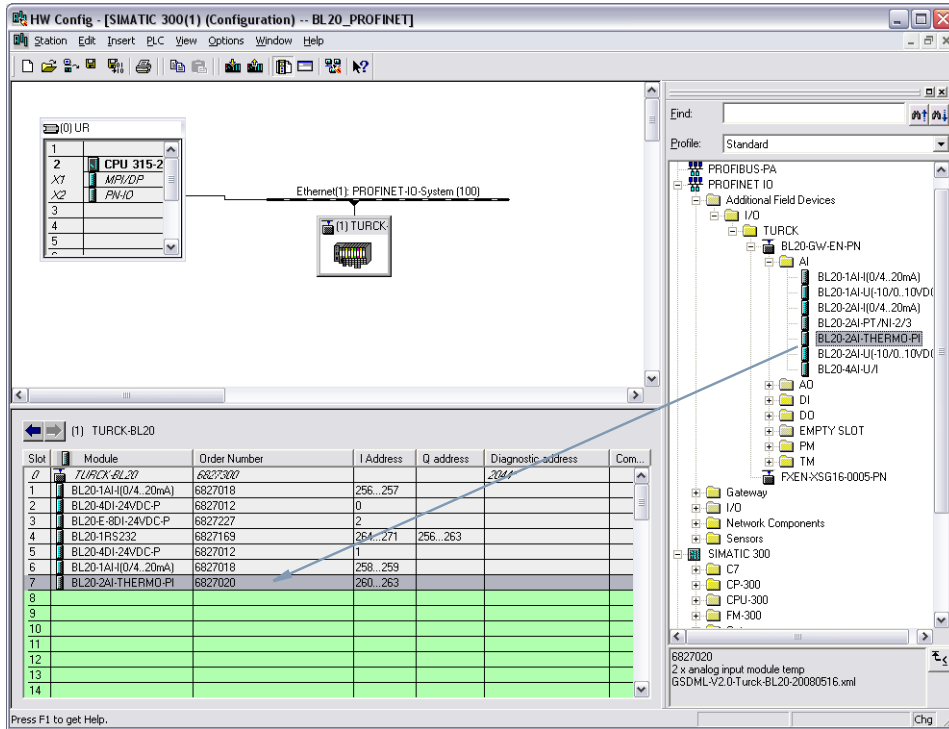 HW Config - [SIMATIC 300(1) (Configuration) -- BL20_PROFINET]
Station Edit Insert PLC View Options Window Help
(0) UR
1
2 CPU 315-2
X1 MPI/DP
X2 PN-IO
3
4
5
Ethernet(1): PROFINET-IO-System (100)
(1) TURCK-
Find:
Profile: Standard
PROFIBUS-PA
PROFINET IO
Additional Field Devices
I/O
TURCK
BL20-GW-EN-PN
AI
BL20-1AI-I(0/4..20mA)
BL20-1AI-U(-10/0..10VDC
BL20-2AI-I(0/4..20mA)
BL20-2AI-PT/NI-2/3
BL20-2AI-THERMO-PI
BL20-2AI-U(-10/0..10VDC
BL20-4AI-U/I
AO
DI
DO
EMPTY SLOT
PM
TM
FXEN-XSG16-0005-PN
Gateway
I/O
Network Components
Sensors
SIMATIC 300
C7
CP-300
CPU-300
FM-300
6827020
2 x analog input module temp
GSDML-V2.0-Turck-BL20-20080516.xml
(1) TURCK-BL20
Slot Module Order Number I Address Q address Diagnostic address Com...
0 TURCK-BL20 6827300 2044
1 BL20-1AI-I(0/4..20mA) 6827018 256...257
2 BL20-4DI-24VDC-P 6827012 0
3 BL20-E-8DI-24VDC-P 6827227 2
4 BL20-1RS232 6827169 264...271 256...263
5 BL20-4DI-24VDC-P 6827012 1
6 BL20-1AI-I(0/4..20mA) 6827018 258...259
7 BL20-2AI-THERMO-PI 6827020 260...263
8
9
10
11
12
13
14
Press F1 to get Help.
Chg